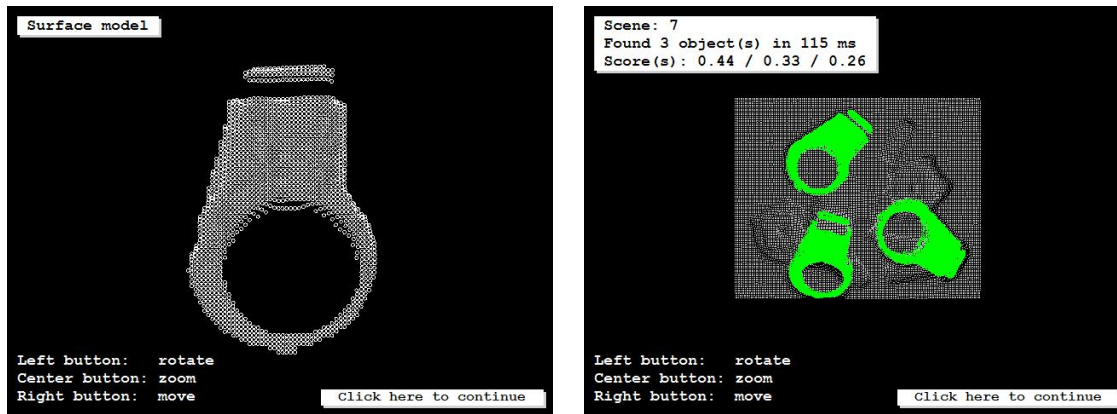 Surface model
Left button: rotate
Center button: zoom
Right button: move
Click here to continue
Scene: 7
Found 3 object(s) in 115 ms
Score(s): 0.44 / 0.33 / 0.26
Left button: rotate
Center button: zoom
Right button: move
Click here to continue